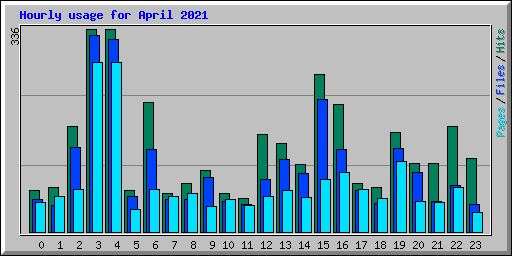 Hourly usage for April 2021
336
Pages / Files / Hits
0 1 2 3 4 5 6 7 8 9 10 11 12 13 14 15 16 17 18 19 20 21 22 23